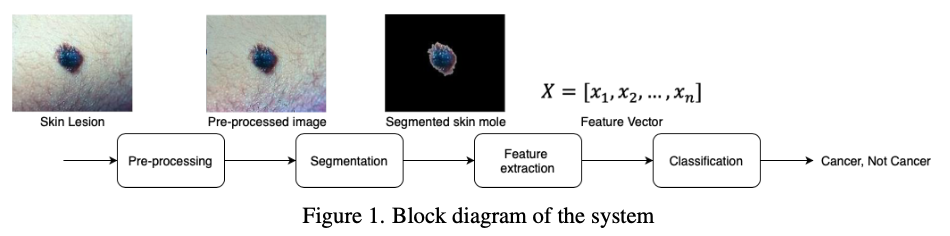 X = [x₁, x₂, ..., xₙ]
Skin Lesion
Pre-processed image
Segmented skin mole
Feature Vector
Pre-processing
Segmentation
Feature
extraction
Classification
Cancer, Not Cancer
Figure 1. Block diagram of the system